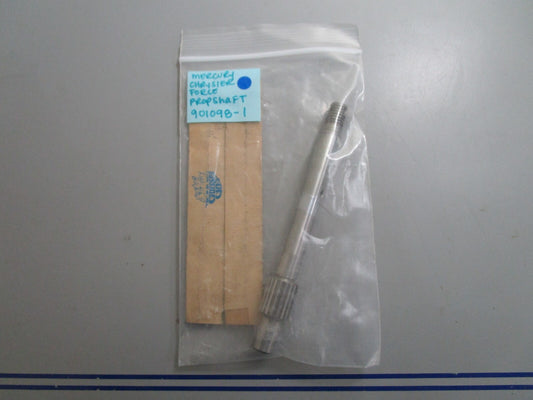 MERCURY
CHRYSLER
FORCE
PROPSHAFT
901098-1